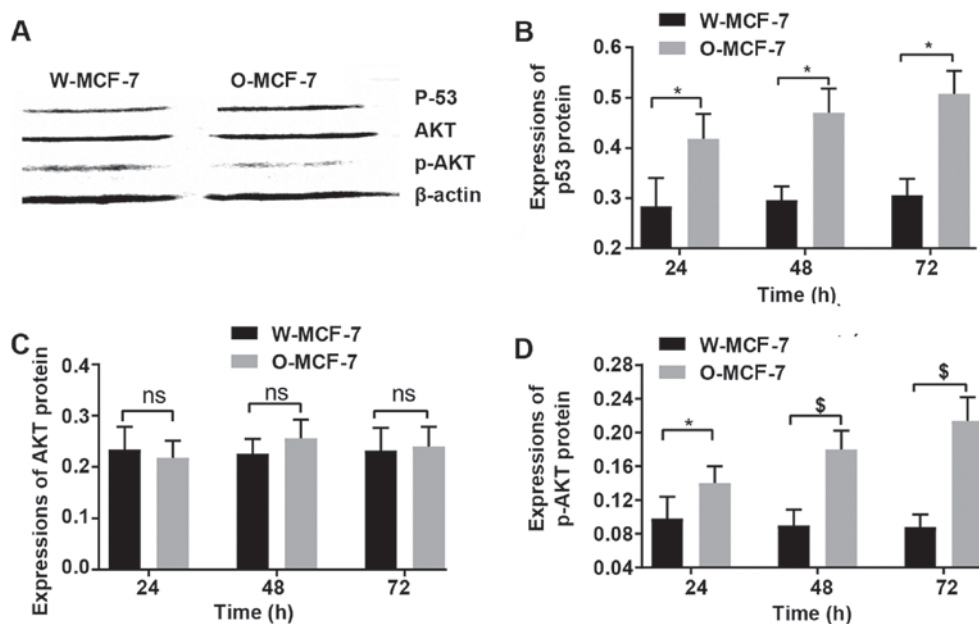 A
W-MCF-7 O-MCF-7
P-53
AKT
p-AKT
β-actin
B
W-MCF-7
O-MCF-7
Expressions of
p53 protein
0.6
0.5
0.4
0.3
0.2
* * *
24 48 72
Time (h)
C
W-MCF-7
O-MCF-7
Expressions of AKT protein
0.4
0.3
0.2
0.1
0.0
ns ns ns
24 48 72
Time (h)
D
W-MCF-7
O-MCF-7
Expressions of
p-AKT protein
0.28
0.24
0.20
0.16
0.12
0.08
0.04
* $ $
24 48 72
Time (h)